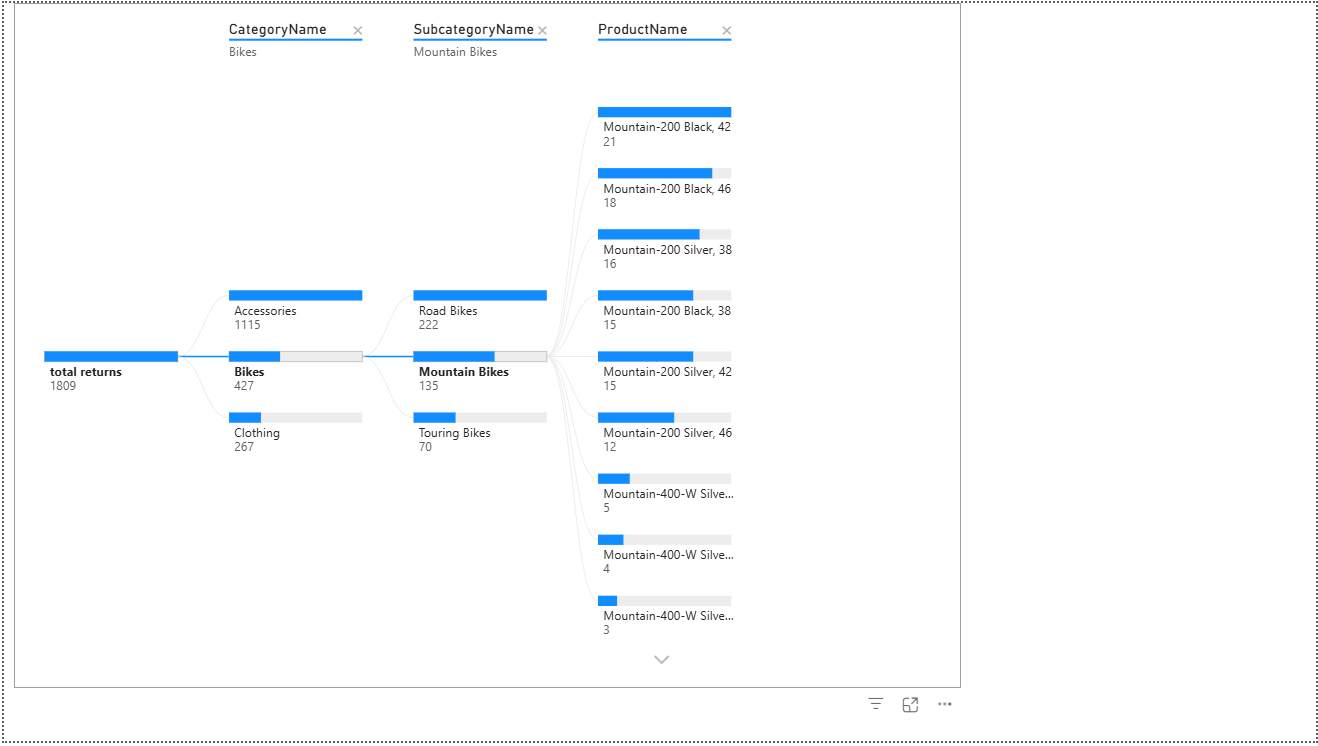 CategoryName
Bikes
SubcategoryName
Mountain Bikes
ProductName
total returns
1809
Accessories
1115
Bikes
427
Clothing
267
Road Bikes
222
Mountain Bikes
135
Touring Bikes
70
Mountain-200 Black, 42
21
Mountain-200 Black, 46
18
Mountain-200 Silver, 38
16
Mountain-200 Black, 38
15
Mountain-200 Silver, 42
15
Mountain-200 Silver, 46
12
Mountain-400-W Silve...
5
Mountain-400-W Silve...
4
Mountain-400-W Silve...
3